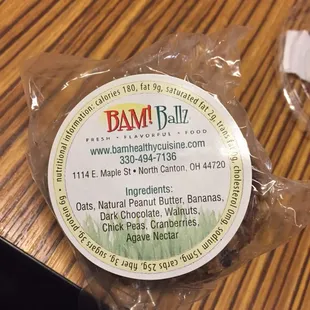 nutritional information: calories 180, fat 9g, saturated fat 2g, trans fat 0g, cholesterol 0mg, sodium 15mg, carbs 25g, fiber 3g, sugars 3g, protein 6g
BAM! Ballz
FRESH • FLAVORFUL • FOOD
www.bamhealthycuisine.com
330-494-7136
1114 E. Maple St • North Canton, OH 44720
Ingredients:
Oats, Natural Peanut Butter, Bananas,
Dark Chocolate, Walnuts,
Chick Peas, Cranberries,
Agave Nectar